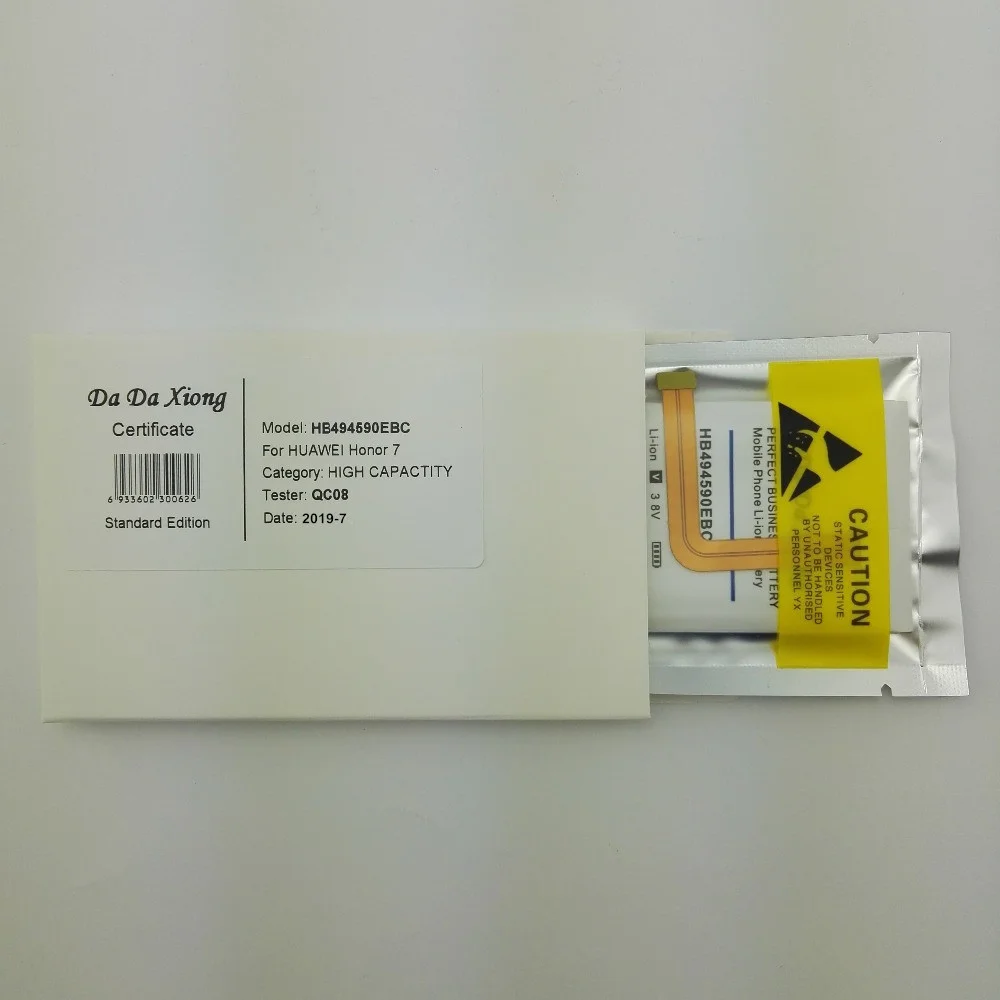 Da Da Xiong
Certificate
6 933602 300626
Standard Edition
Model: HB494590EBC
For HUAWEI Honor 7
Category: HIGH CAPACTITY
Tester: QC08
Date: 2019-7
PERFECT BUSINESS
Mobile Phone Li-ion
HB494590EBC
Li-ion V 3 8V
CAUTION
STATIC SENSITIVE
DEVICES
NOT TO BE HANDLED
BY UNAUTHORISED
PERSONNEL YX